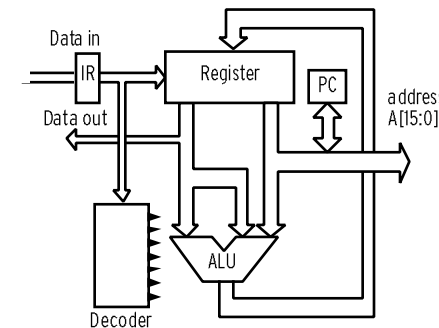 Data in
IR
Register
PC
addres
A[15:0]
Data out
ALU
Decoder